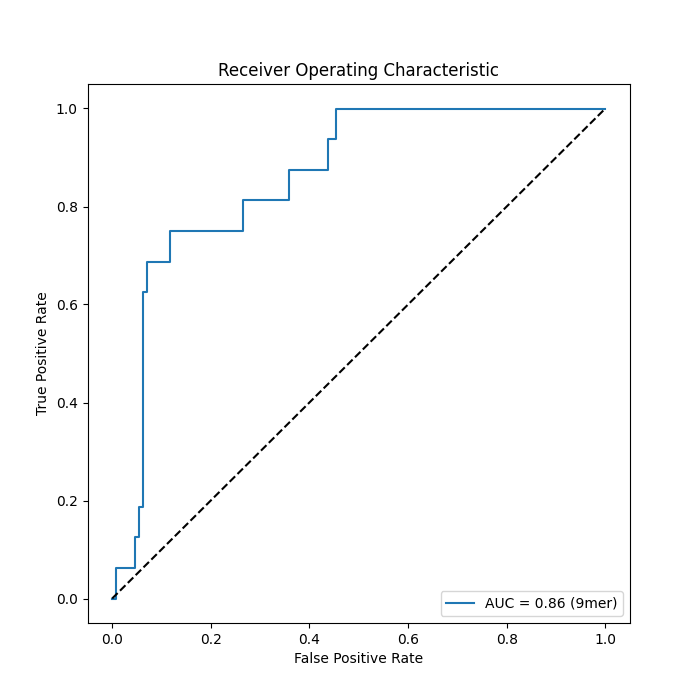 Receiver Operating Characteristic
1.0
0.8
0.6
0.4
0.2
0.0
True Positive Rate
AUC = 0.86 (9mer)
0.0 0.2 0.4 0.6 0.8 1.0
False Positive Rate